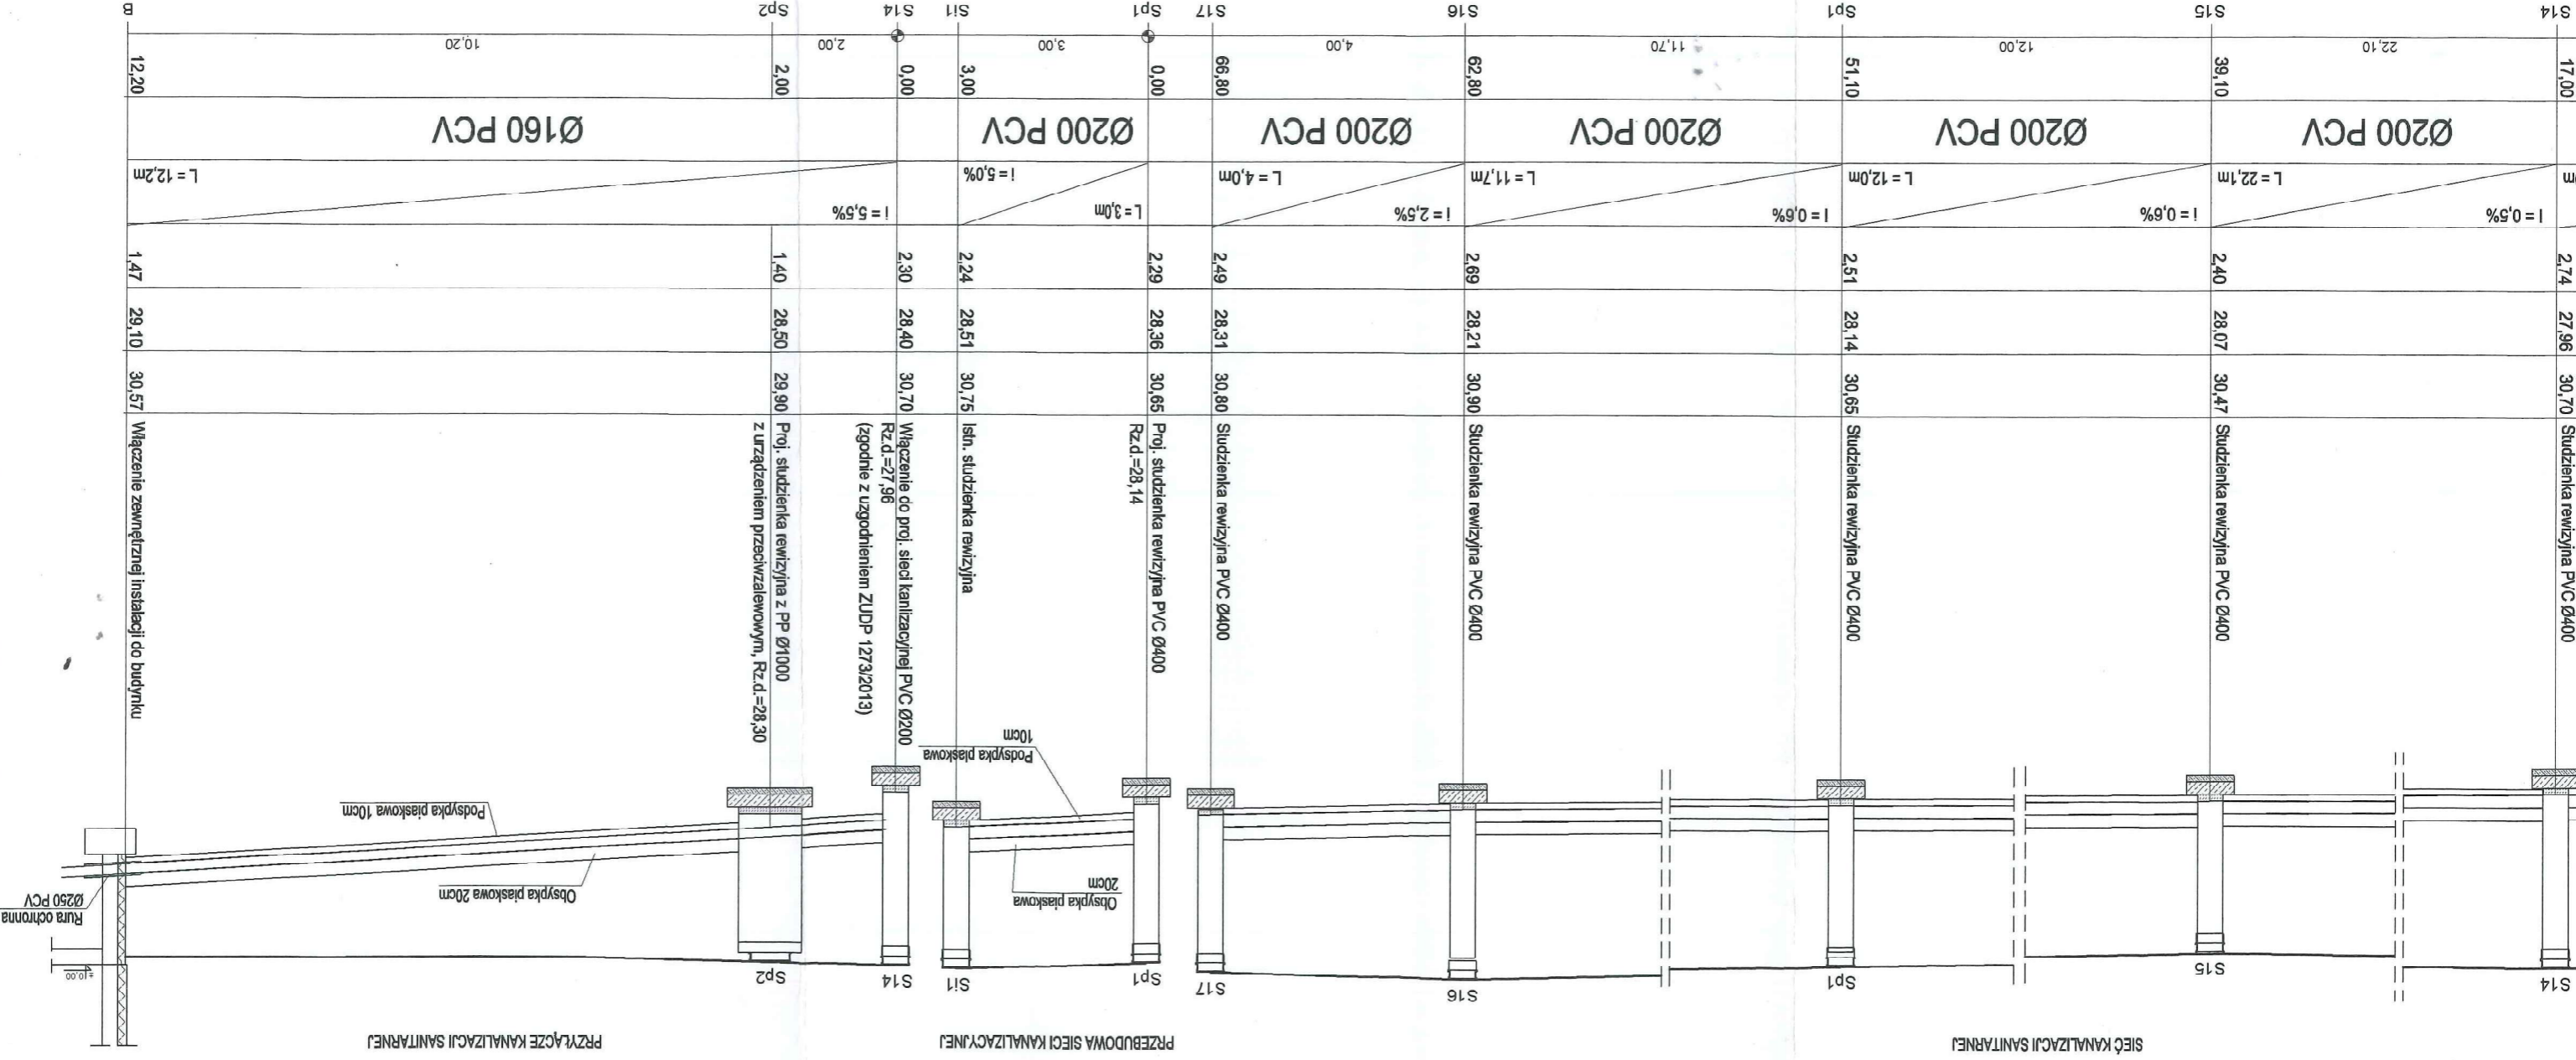 SIEĆ KANALIZACJI SANITARNEJ
PRZEBUDOWA SIECI KANALIZACYJNEJ
PRZYŁĄCZE KANALIZACJI SANITARNEJ
S14
S15
Sp1
S16
S17
Sp1
Si1
S14
Sp2
Rura ochronna
Ø250 PCV
Obsypka piaskowa
20cm
Obsypka piaskowa 20cm
Podsypka piaskowa
10cm
Podsypka piaskowa 10cm
Studzienka rewizyjna PVC Ø400
Studzienka rewizyjna PVC Ø400
Studzienka rewizyjna PVC Ø400
Studzienka rewizyjna PVC Ø400
Studzienka rewizyjna PVC Ø400
Proj. studzienka rewizyjna PVC Ø400
Rz.d.=28,14
Istn. studzienka rewizyjna
Włączenie do proj. sieci kanlizacyjnej PVC Ø200
Rz.d.=27,96
(zgodnie z uzgodnieniem ZUDP 1273/2013)
Proj. studzienka rewizyjna z PP Ø1000
z urządzeniem przeciwzalewowym, Rz.d.=28,30
Włączenie zewnętrznej instalacji do budynku
30,70
30,47
30,65
30,90
30,80
30,65
30,75
30,70
29,90
30,57
27,96
28,07
28,14
28,21
28,31
28,36
28,51
28,40
28,50
29,10
2,74
2,40
2,51
2,69
2,49
2,29
2,24
2,30
1,40
1,47
i = 0,5%
L = 22,1m
i = 0,6%
L = 12,0m
i = 0,6%
L = 11,7m
i = 2,5%
L = 4,0m
L = 3,0m
i = 5,0%
i = 5,5%
L = 12,2m
Ø200 PCV
Ø200 PCV
Ø200 PCV
Ø200 PCV
Ø200 PCV
Ø160 PCV
17,00
39,10
51,10
62,80
66,80
0,00
3,00
0,00
2,00
12,20
22,10
12,00
11,70
4,00
3,00
2,00
10,20
S14
S15
Sp1
S16
S17
Sp1
Si1
S14
Sp2
B